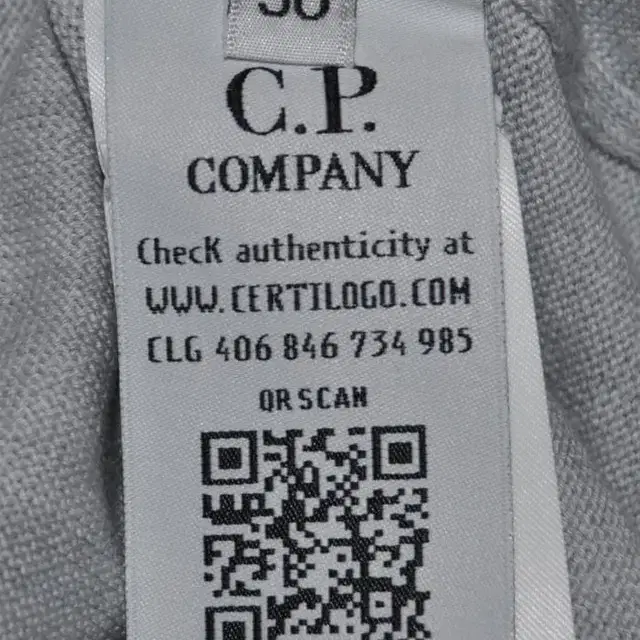 C.P.
COMPANY
Check authenticity at
WWW.CERTILOGO.COM
CLG 406 846 734 985
QR SCAN